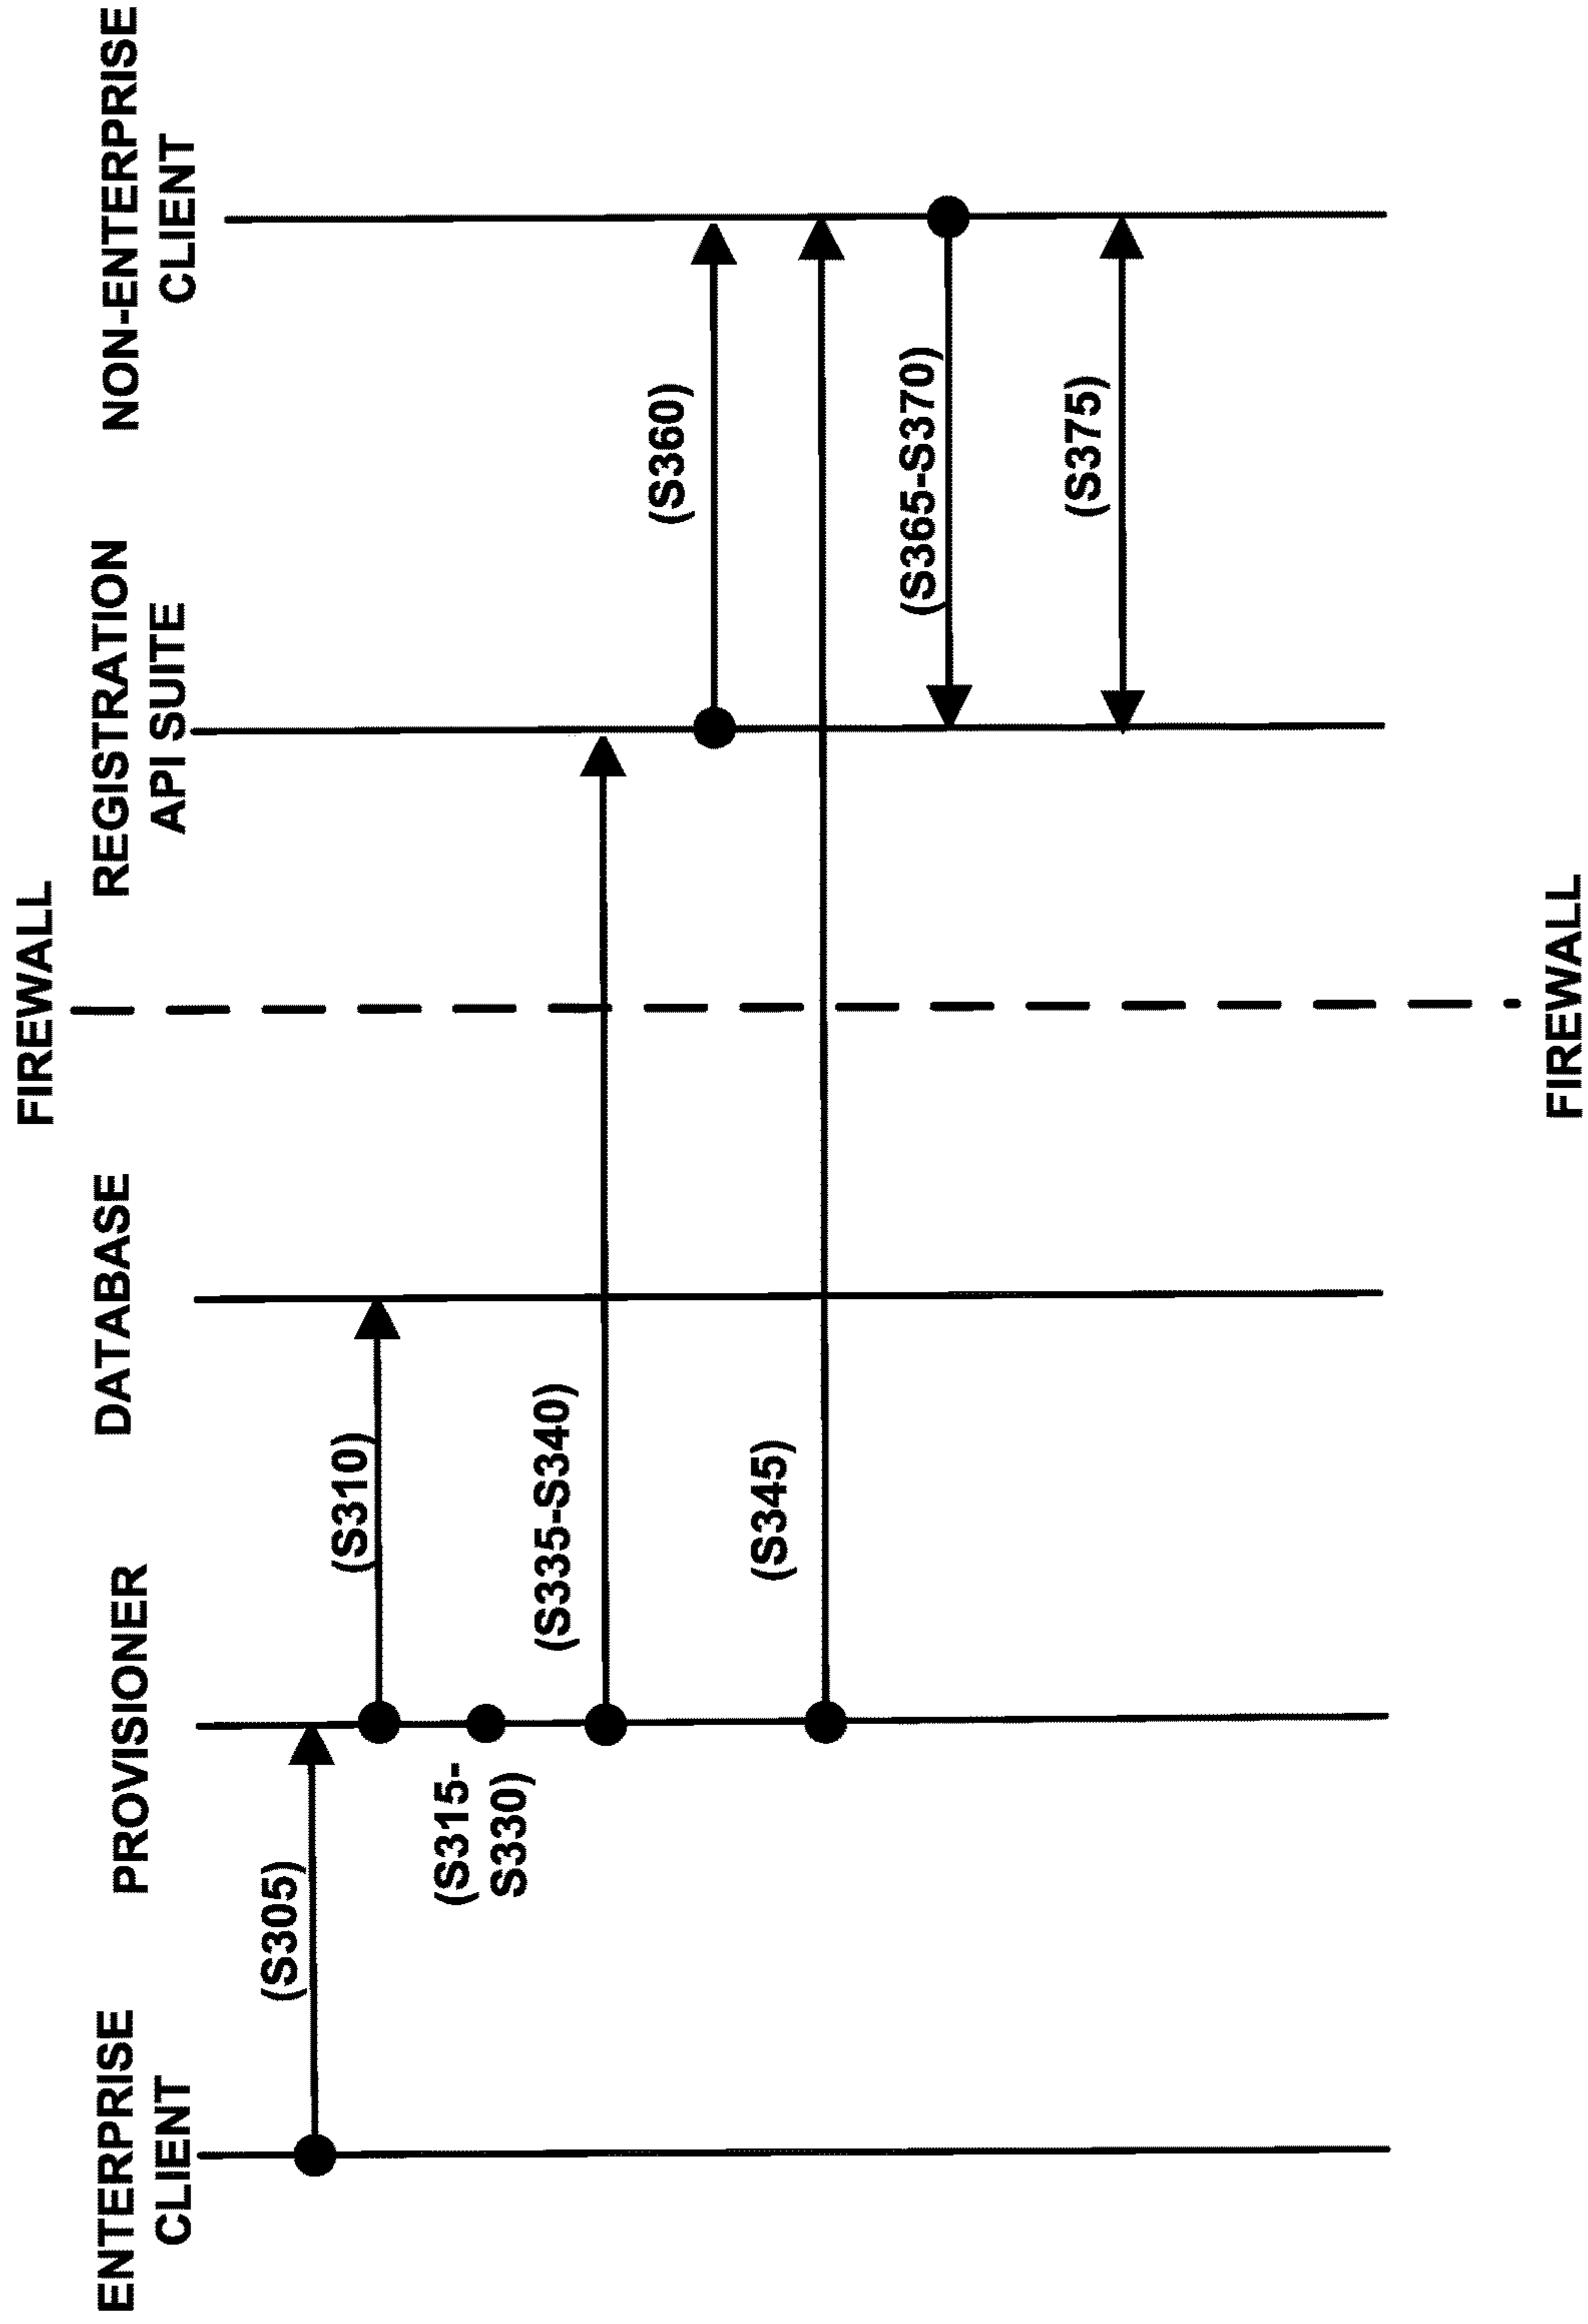 FIREWALL
ENTERPRISE
CLIENT
PROVISIONER
DATABASE
REGISTRATION
API SUITE
NON-ENTERPRISE
CLIENT
(S305)
(S310)
(S315-
S330)
(S335-S340)
(S360)
(S345)
(S365-S370)
(S375)
FIREWALL